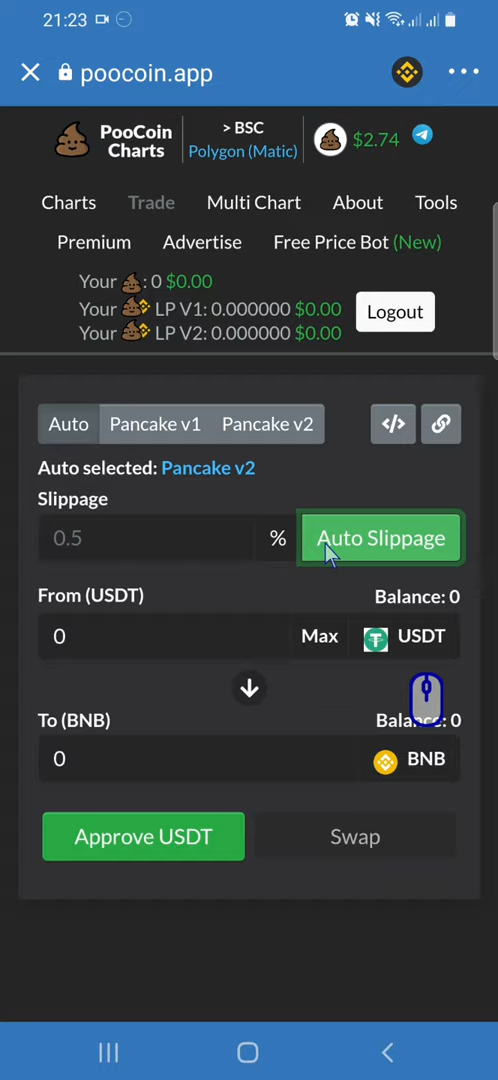 21:23
poocoin.app
PooCoin
Charts
> BSC
Polygon (Matic)
$2.74
Charts
Trade
Multi Chart
About
Tools
Premium
Advertise
Free Price Bot (New)
Your : 0 $0.00
Your LP V1: 0.000000 $0.00
Your LP V2: 0.000000 $0.00
Logout
Auto
Pancake v1
Pancake v2
Auto selected: Pancake v2
Slippage
0.5
%
Auto Slippage
From (USDT)
Balance: 0
0
Max
USDT
To (BNB)
Balance: 0
0
BNB
Approve USDT
Swap